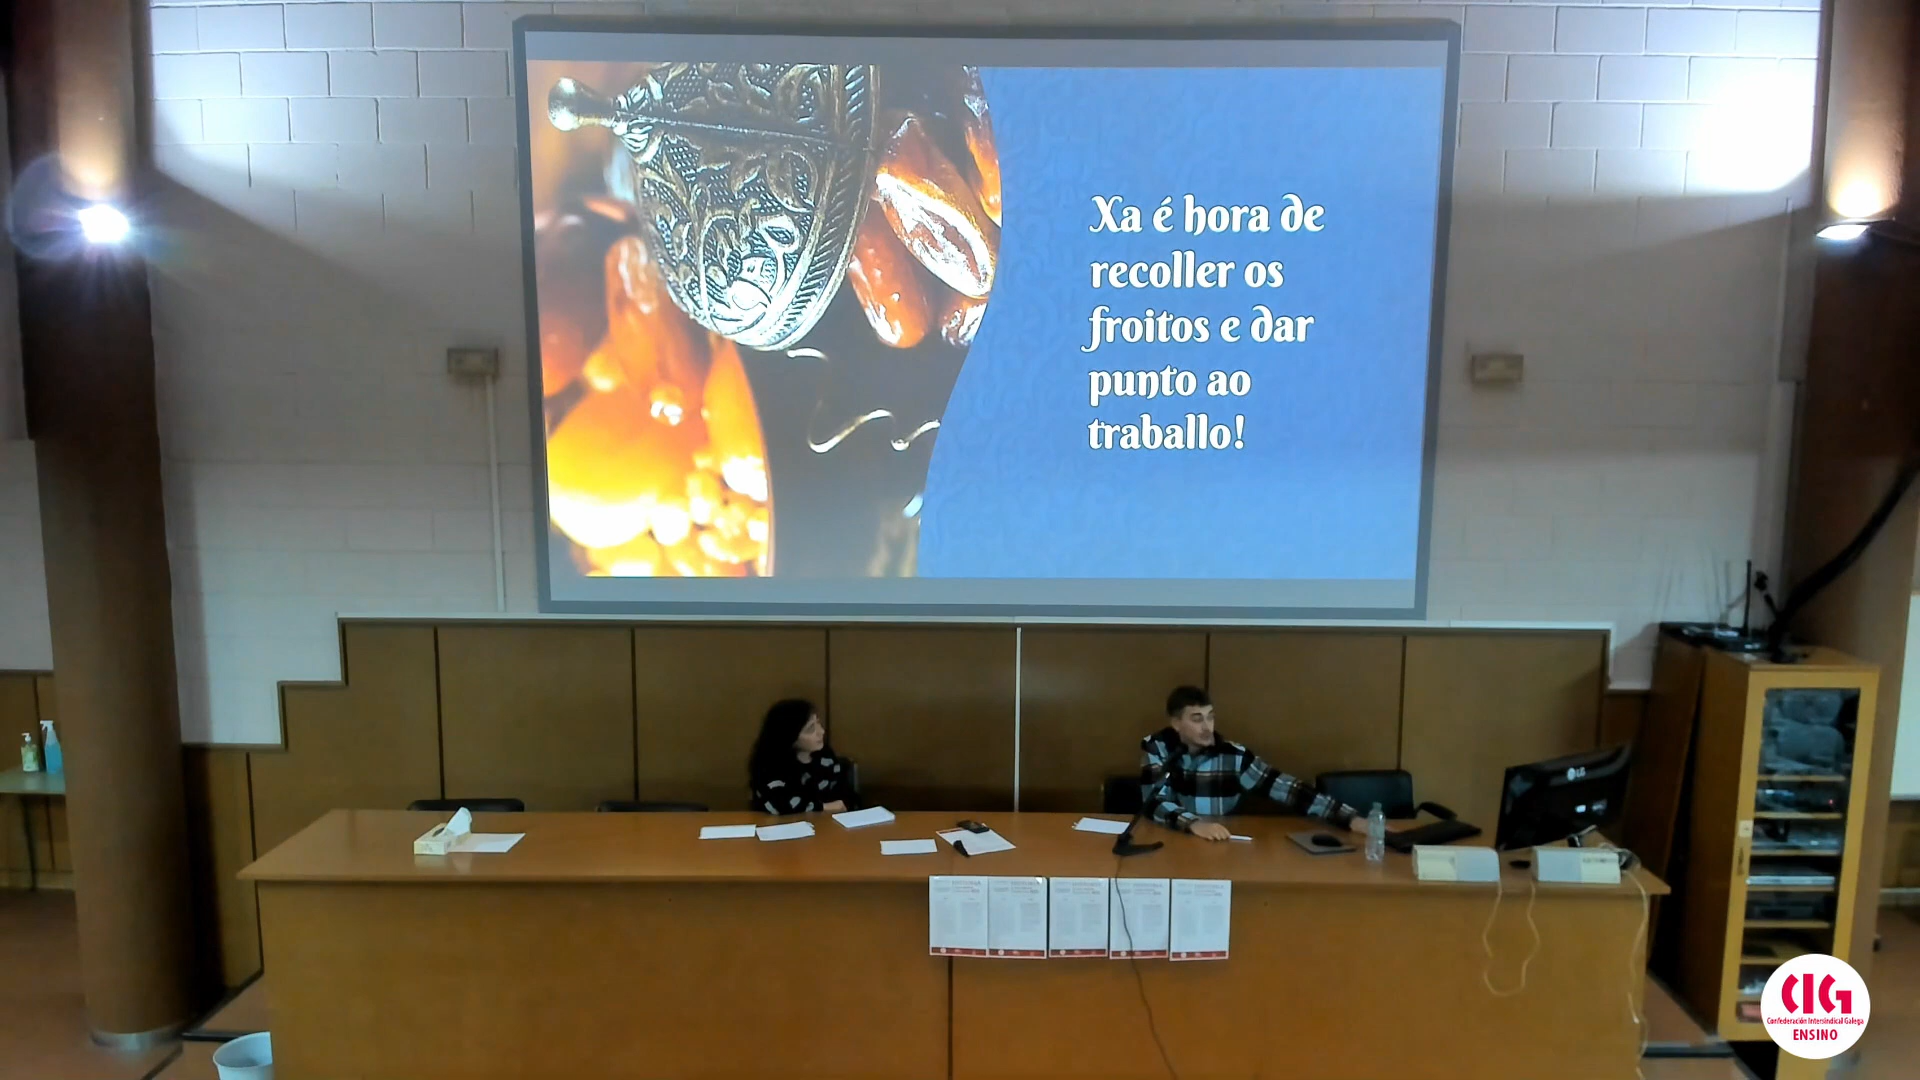 Xa é hora de
recoller os
froitos e dar
punto ao
traballo!
LG
CIG
Confederación Intersindical Galega
ENSINO